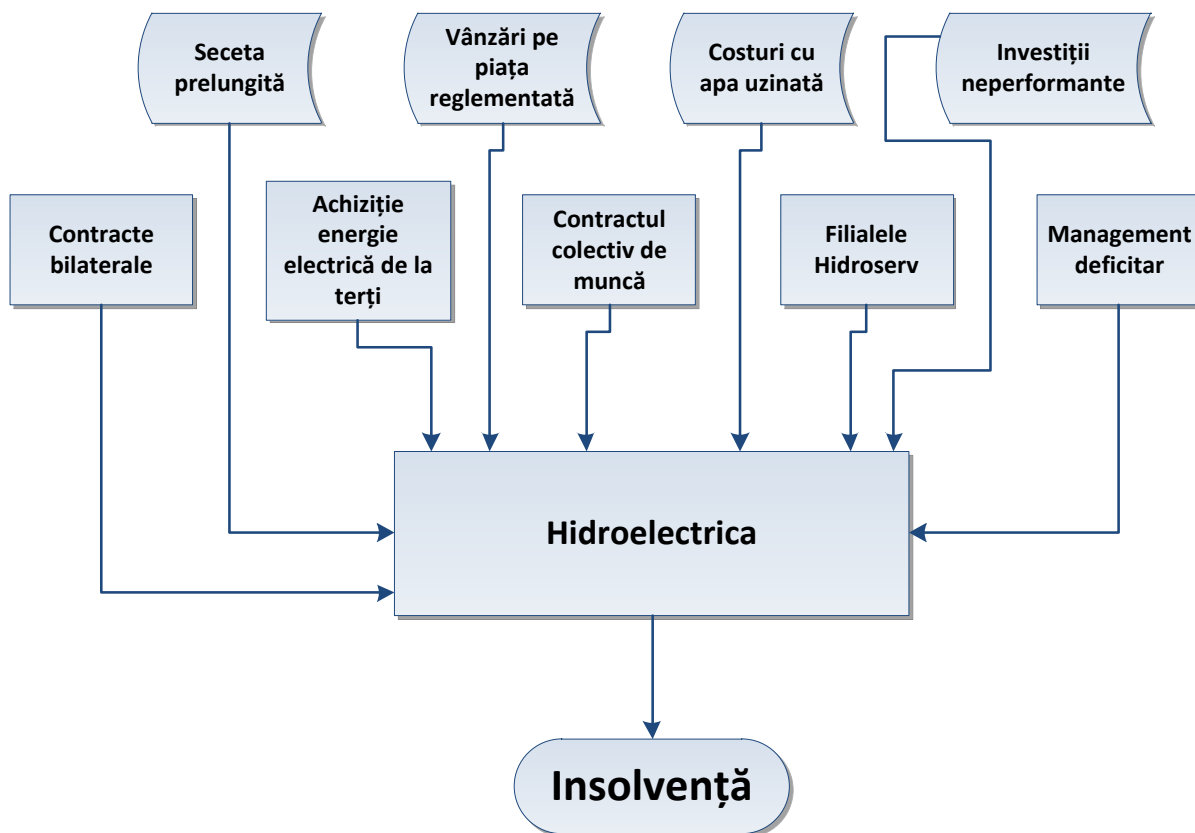 Seceta
prelungită
Vânzări pe
piața
reglementată
Costuri cu
apa uzinată
Investiții
neperformante
Contracte
bilaterale
Achiziție
energie
electrică de la
terți
Contractul
colectiv de
muncă
Filialele
Hidroserv
Management
deficitar
Hidroelectrica
Insolvență